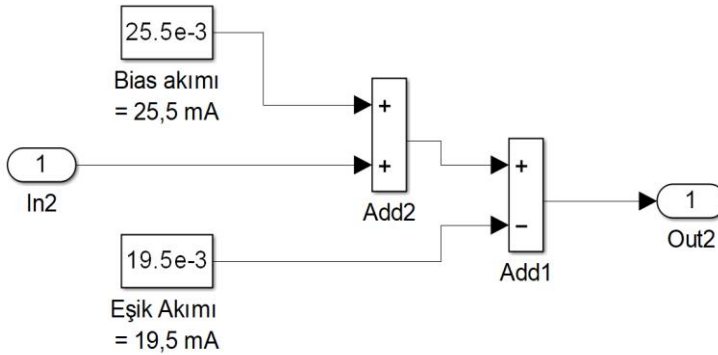 25.5e-3
Bias akımı
= 25,5 mA
+
+
Add2
1
In2
+
−
Add1
1
Out2
19.5e-3
Eşik Akımı
= 19,5 mA